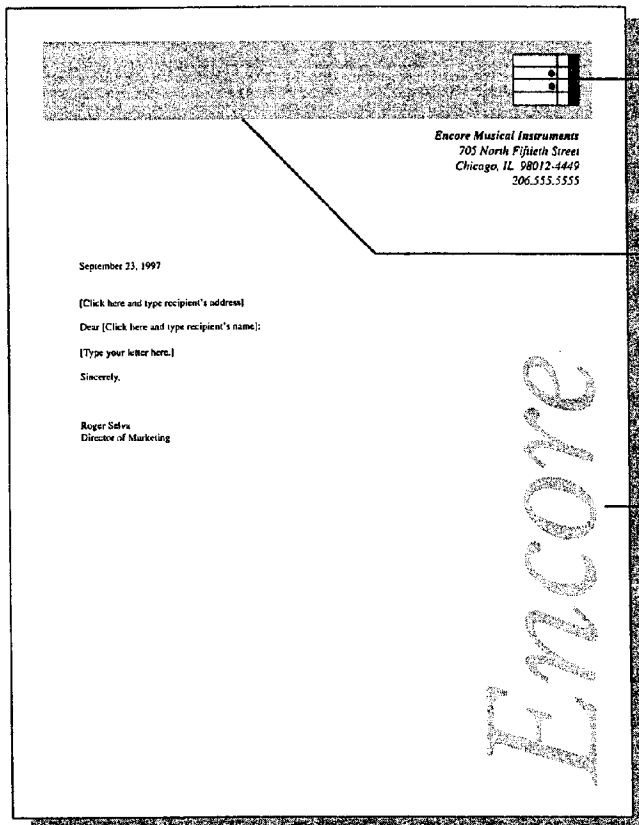 Encore Musical Instruments
705 North Fiftieth Street
Chicago, IL 98012-4449
206.555.5555
September 23, 1997
[Click here and type recipient's address]
Dear [Click here and type recipient's name]:
[Type your letter here.]
Sincerely,
Roger Selva
Director of Marketing
Encore